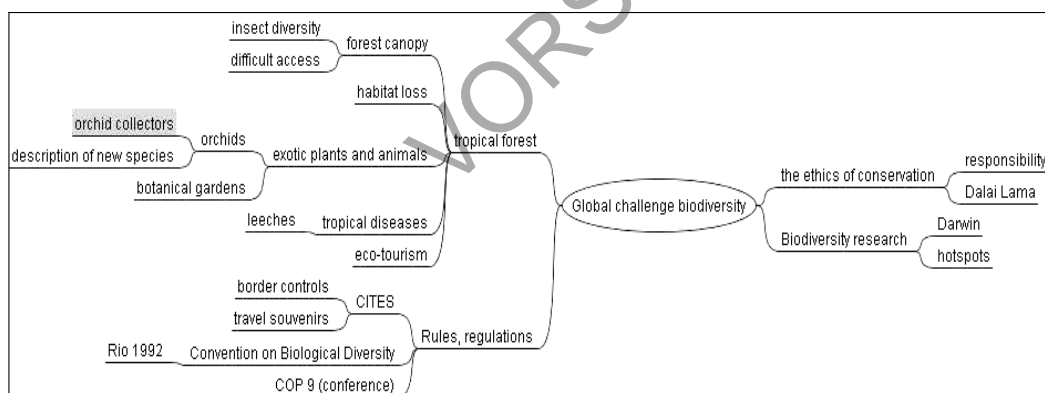 insect diversity
forest canopy
difficult access
habitat loss
orchid collectors
orchids
tropical forest
description of new species
exotic plants and animals
botanical gardens
leeches
tropical diseases
eco-tourism
border controls
CITES
travel souvenirs
Rules, regulations
Rio 1992
Convention on Biological Diversity
COP 9 (conference)
Global challenge biodiversity
the ethics of conservation
responsibility
Dalai Lama
Biodiversity research
Darwin
hotspots
VORS